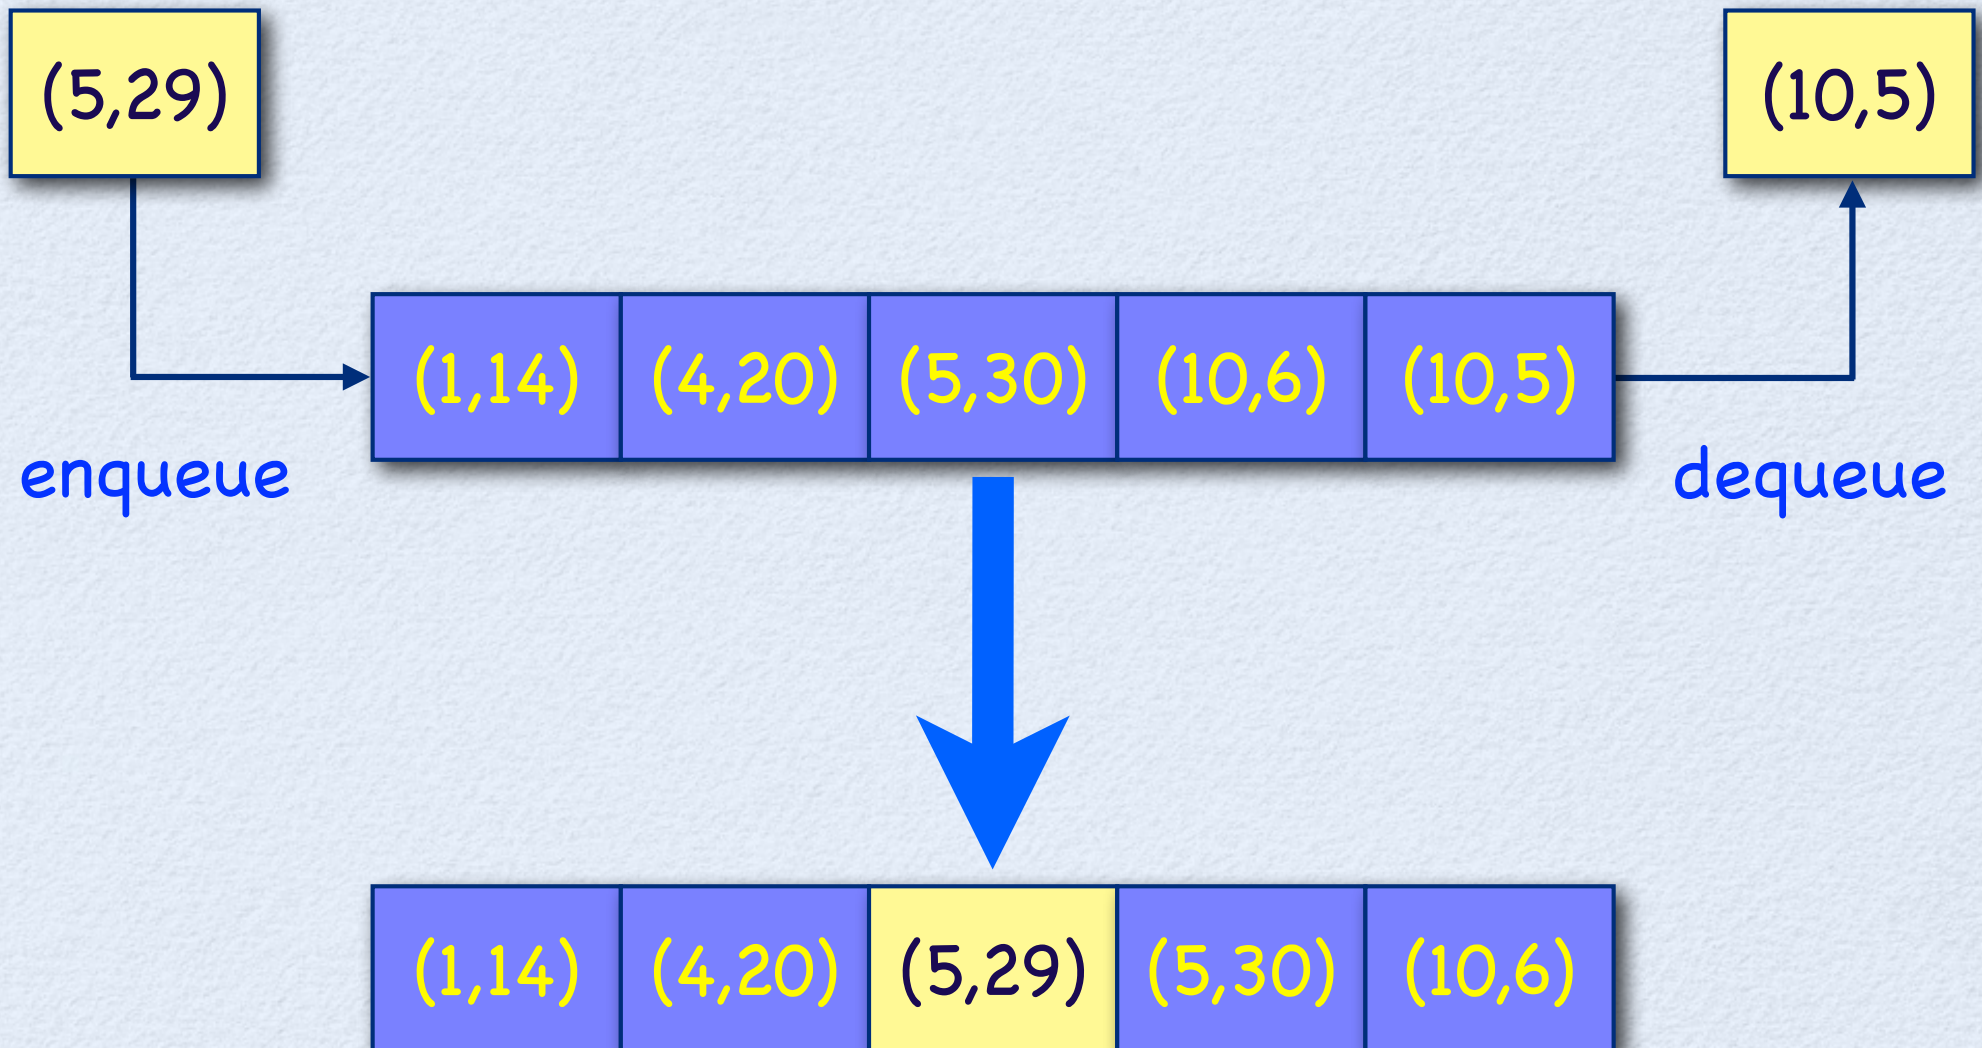 (5,29)
(10,5)
(1,14) (4,20) (5,30) (10,6) (10,5)
enqueue
dequeue
(1,14) (4,20) (5,29) (5,30) (10,6)